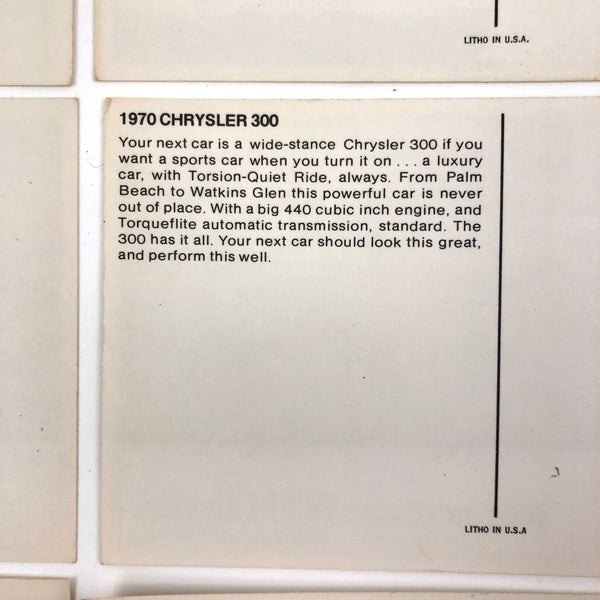 LITHO IN U.S.A.
1970 CHRYSLER 300
Your next car is a wide-stance Chrysler 300 if you
want a sports car when you turn it on . . . a luxury
car, with Torsion-Quiet Ride, always. From Palm
Beach to Watkins Glen this powerful car is never
out of place. With a big 440 cubic inch engine, and
Torqueflite automatic transmission, standard. The
300 has it all. Your next car should look this great,
and perform this well.
LITHO IN U.S.A